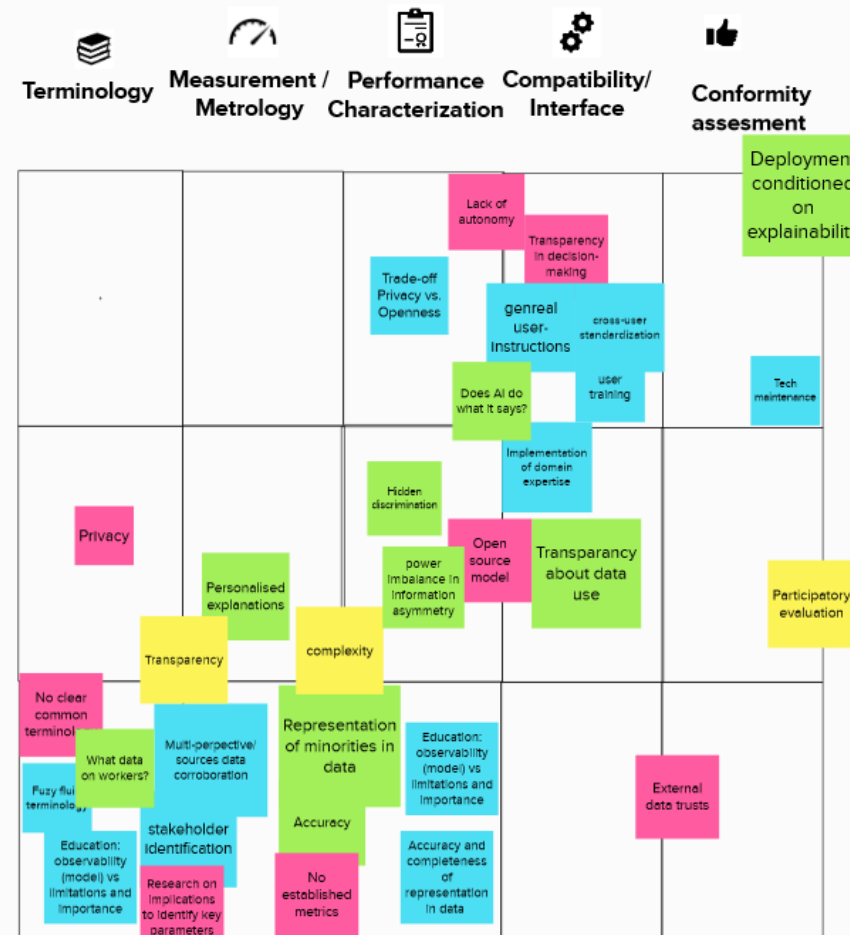 Terminology
Measurement /
Metrology
Performance
Characterization
Compatibility/
Interface
Conformity
assesment
Deploymen
conditioned
on
explainabilit
Lack of
autonomy
Transparency
in decision-
making
Trade-off
Privacy vs.
Openness
genreal
user-
instructions
cross-user
standardization
user
training
Does AI do
what it says?
Tech
maintenance
Implementation
of domain
expertise
Hidden
discrimination
Privacy
Open
source
model
Transparancy
about data
use
power
imbalance in
information
asymmetry
Personalised
explanations
Participatory
evaluation
Transparency
complexity
No clear
common
terminolo
What data
on workers?
Multi-perpective/
sources data
corroboration
Representation
of minorities in
data
Education:
observability
(model) vs
limitations and
importance
External
data trusts
Fuzy flui
terminology
stakeholder
identification
Accuracy
Education:
observability
(model) vs
limitations and
importance
Accuracy and
completeness
of
representation
in data
Research on
implications
to identify key
parameters
No
established
metrics